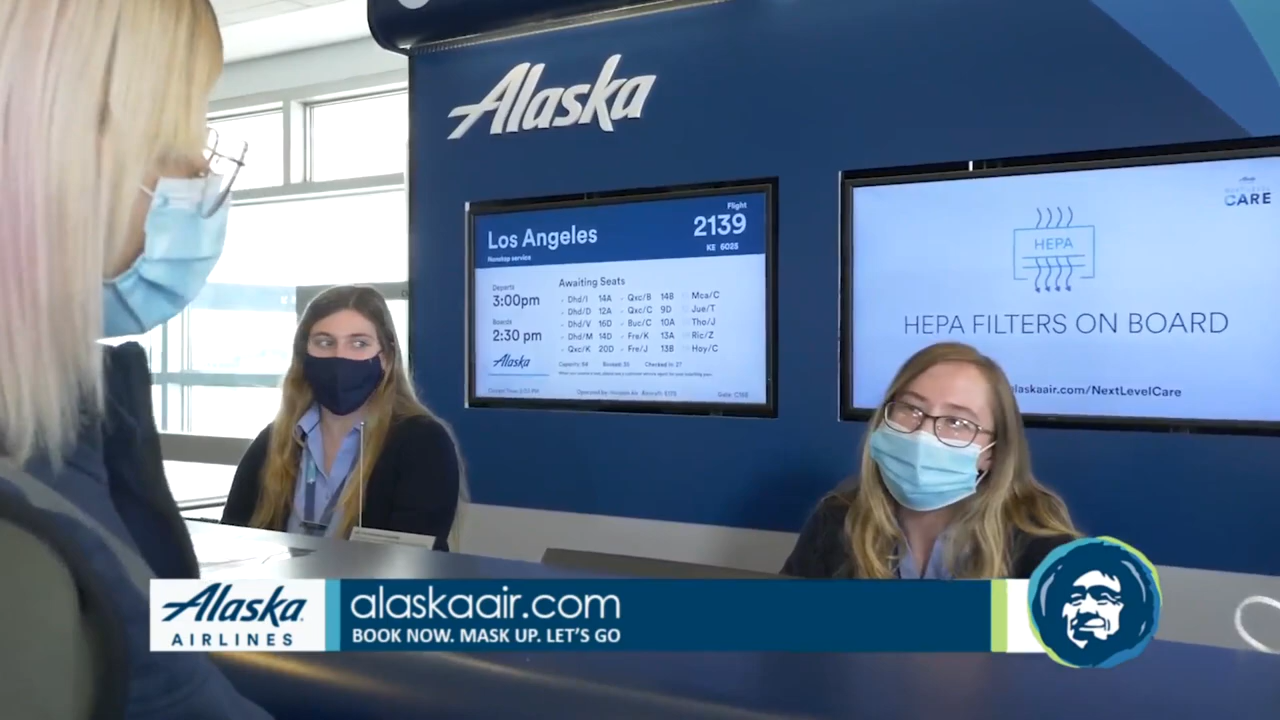 Alaska
Flight
Los Angeles 2139
Nonstop service KE 6028
Departs
3:00pm
Boards
2:30 pm
Alaska
Awaiting Seats
Dhd/I 14A Qxc/B 14B Mca/C
Dhd/D 12A Qxc/C 9D Jue/T
Dhd/V 16D Buc/C 10A Tho/J
Dhd/M 14D Fre/K 13A Ric/Z
Qxc/K 20D Fre/J 13B Hoy/C
CARE
HEPA
HEPA FILTERS ON BOARD
alaskaair.com/NextLevelCare
Alaska
AIRLINES
alaskaair.com
BOOK NOW. MASK UP. LET'S GO